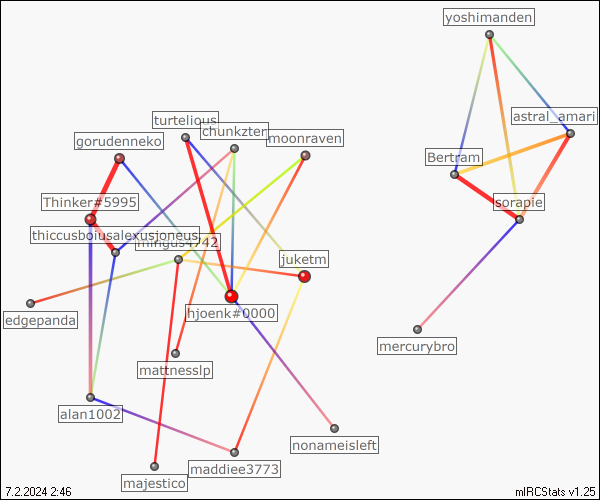 yoshimanden
turtelious
astral_amari
chunkzter
gorudenneko
moonraven
Bertram
Thinker#5995
sorapie
thiccusboiusalexusjoneus
mingus4742
juketm
hjoenk#0000
edgepanda
mercurybro
mattnesslp
alan1002
nonameisleft
maddiee3773
majestico
7.2.2024 2:46
mIRCStats v1.25